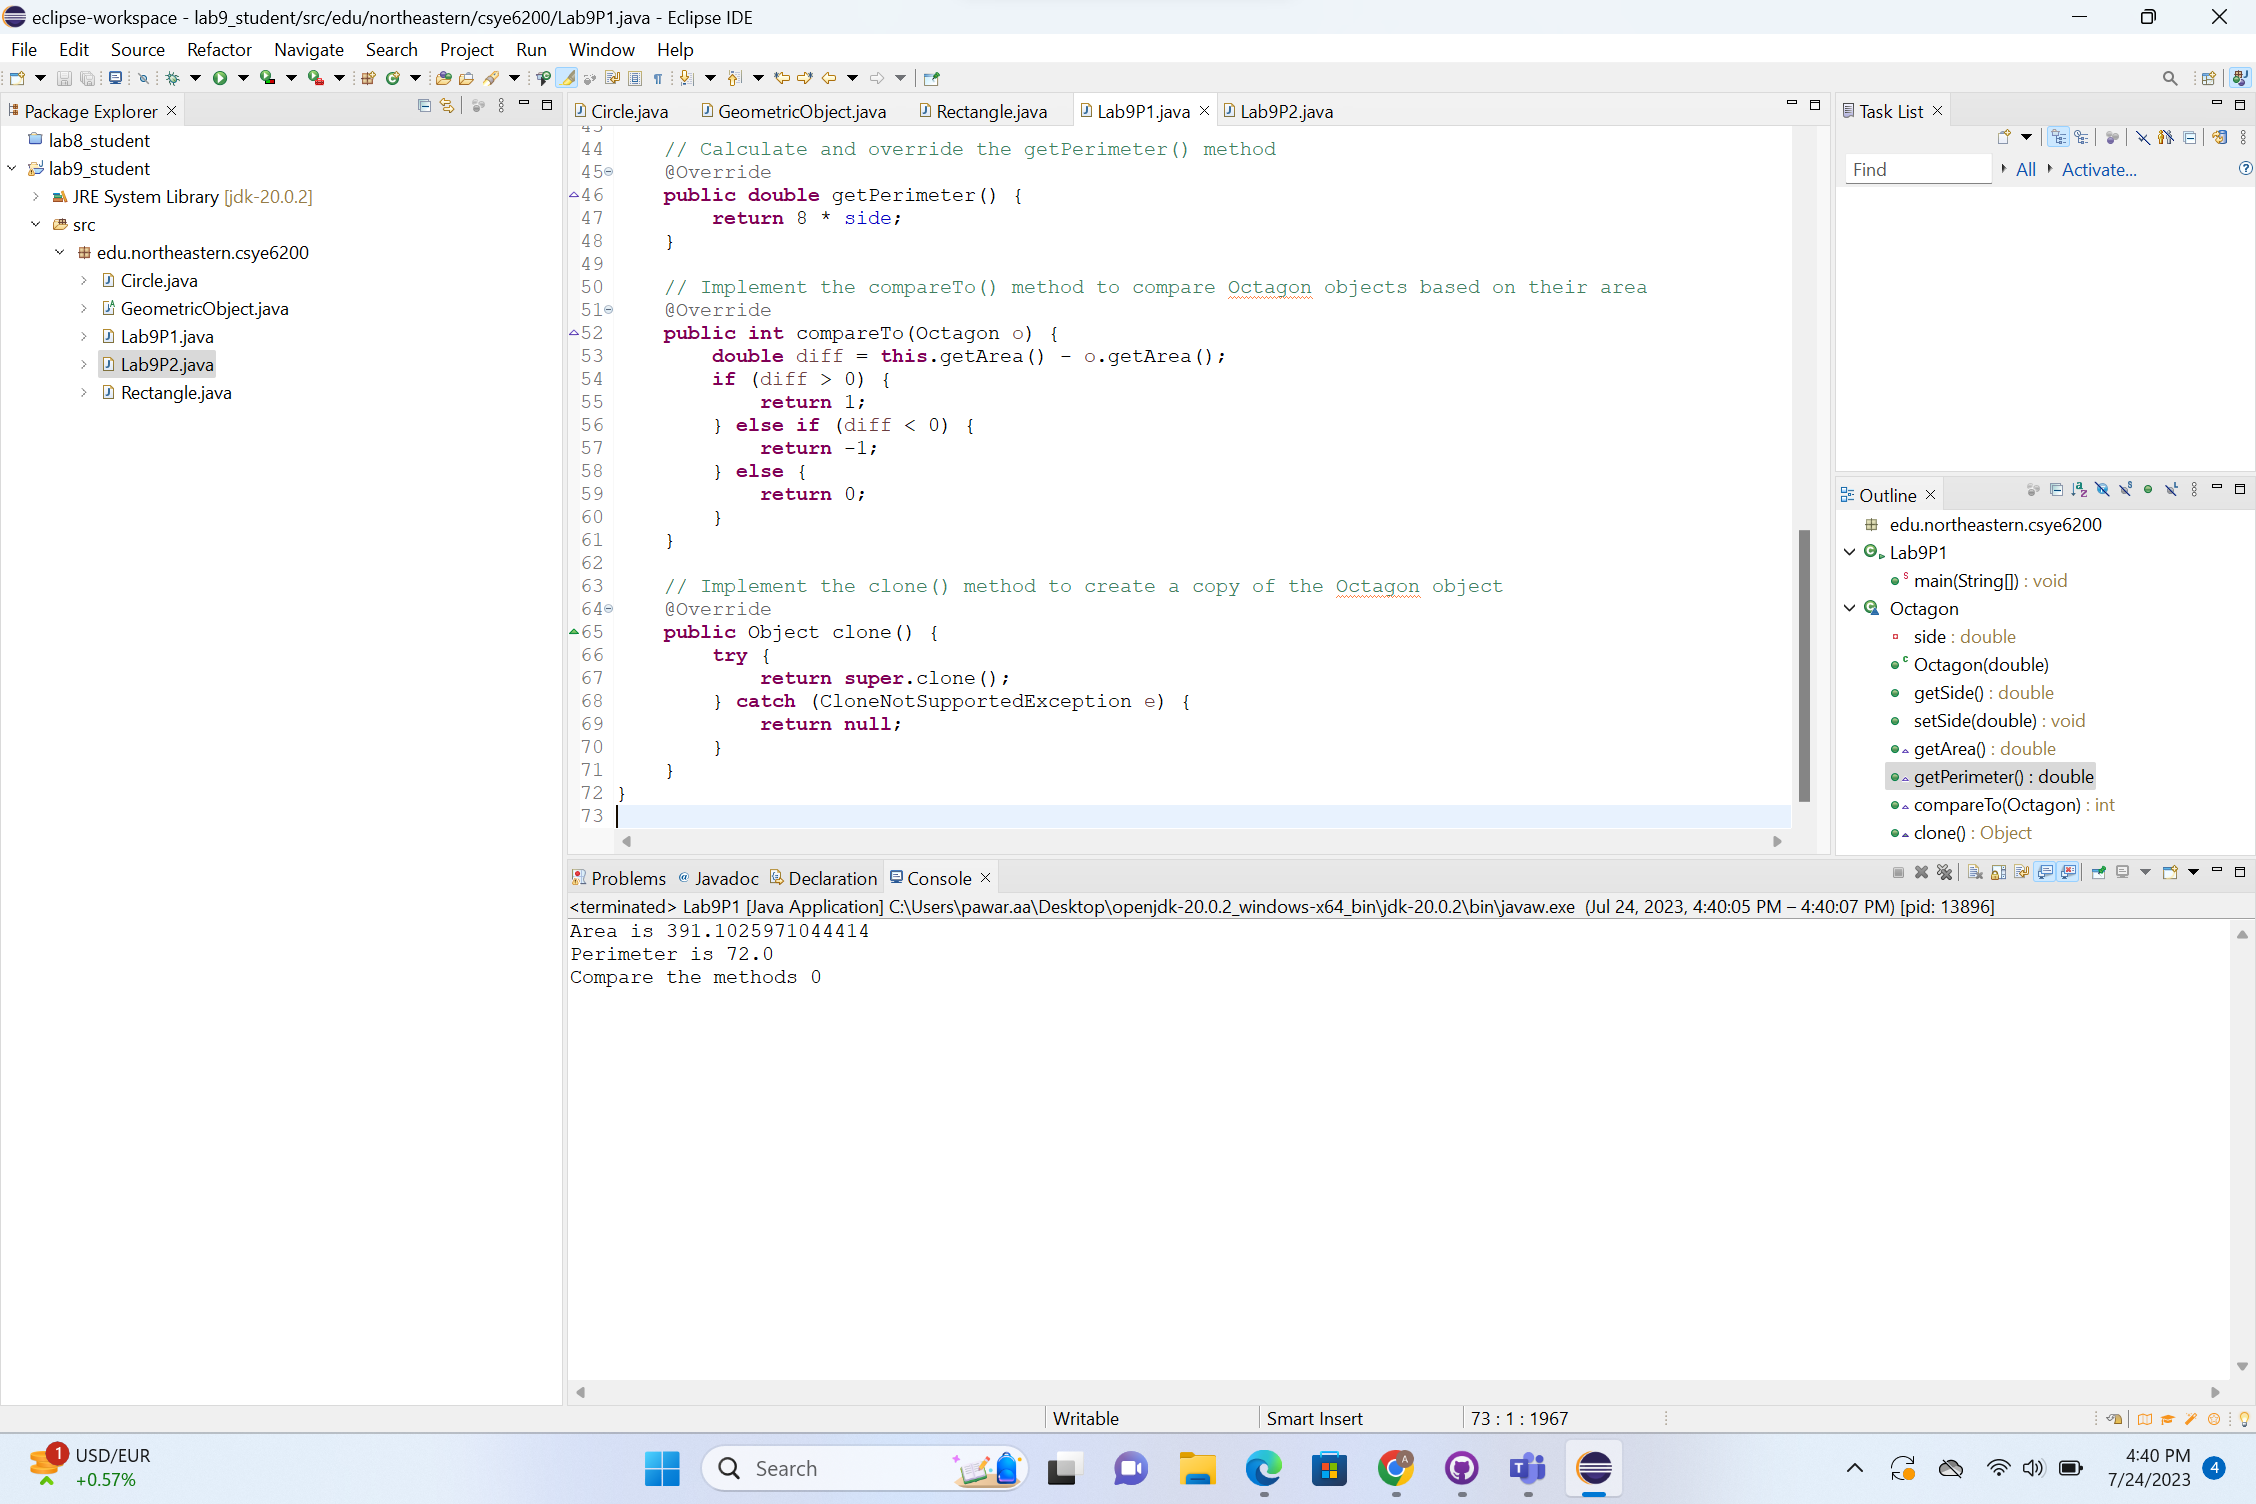 eclipse-workspace - lab9_student/src/edu/northeastern/csye6200/Lab9P1.java - Eclipse IDE
File Edit Source Refactor Navigate Search Project Run Window Help
Package Explorer
lab8_student
lab9_student
JRE System Library [jdk-20.0.2]
src
edu.northeastern.csye6200
Circle.java
GeometricObject.java
Lab9P1.java
Lab9P2.java
Rectangle.java
Circle.java GeometricObject.java Rectangle.java Lab9P1.java Lab9P2.java
44 // Calculate and override the getPerimeter() method
45 @Override
46 public double getPerimeter() {
47 return 8 * side;
48 }
49
50 // Implement the compareTo() method to compare Octagon objects based on their area
51 @Override
52 public int compareTo(Octagon o) {
53 double diff = this.getArea() - o.getArea();
54 if (diff > 0) {
55 return 1;
56 } else if (diff < 0) {
57 return -1;
58 } else {
59 return 0;
60 }
61 }
62
63 // Implement the clone() method to create a copy of the Octagon object
64 @Override
65 public Object clone() {
66 try {
67 return super.clone();
68 } catch (CloneNotSupportedException e) {
69 return null;
70 }
71 }
72 }
73
Task List
Find All Activate...
Outline
edu.northeastern.csye6200
Lab9P1
main(String[]) : void
Octagon
side : double
Octagon(double)
getSide() : double
setSide(double) : void
getArea() : double
getPerimeter() : double
compareTo(Octagon) : int
clone() : Object
Problems Javadoc Declaration Console
<terminated> Lab9P1 [Java Application] C:\Users\pawar.aa\Desktop\openjdk-20.0.2_windows-x64_bin\jdk-20.0.2\bin\javaw.exe (Jul 24, 2023, 4:40:05 PM – 4:40:07 PM) [pid: 13896]
Area is 391.1025971044414
Perimeter is 72.0
Compare the methods 0
Writable Smart Insert 73 : 1 : 1967
1 USD/EUR
+0.57%
Search
4:40 PM
7/24/2023
4